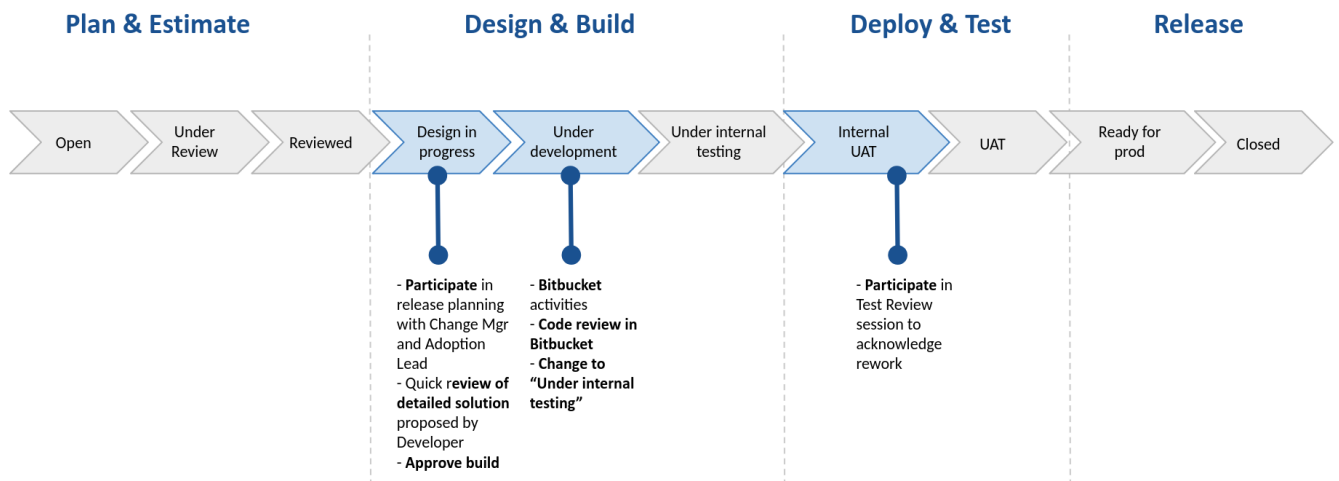 Plan & Estimate
Design & Build
Deploy & Test
Release
Open
Under
Review
Reviewed
Design in
progress
Under
development
Under internal
testing
Internal
UAT
UAT
Ready for
prod
Closed
- Participate in
release planning
with Change Mgr
and Adoption
Lead
- Quick review of
detailed solution
proposed by
Developer
- Approve build
- Bitbucket
activities
- Code review in
Bitbucket
- Change to
“Under internal
testing”
- Participate in
Test Review
session to
acknowledge
rework